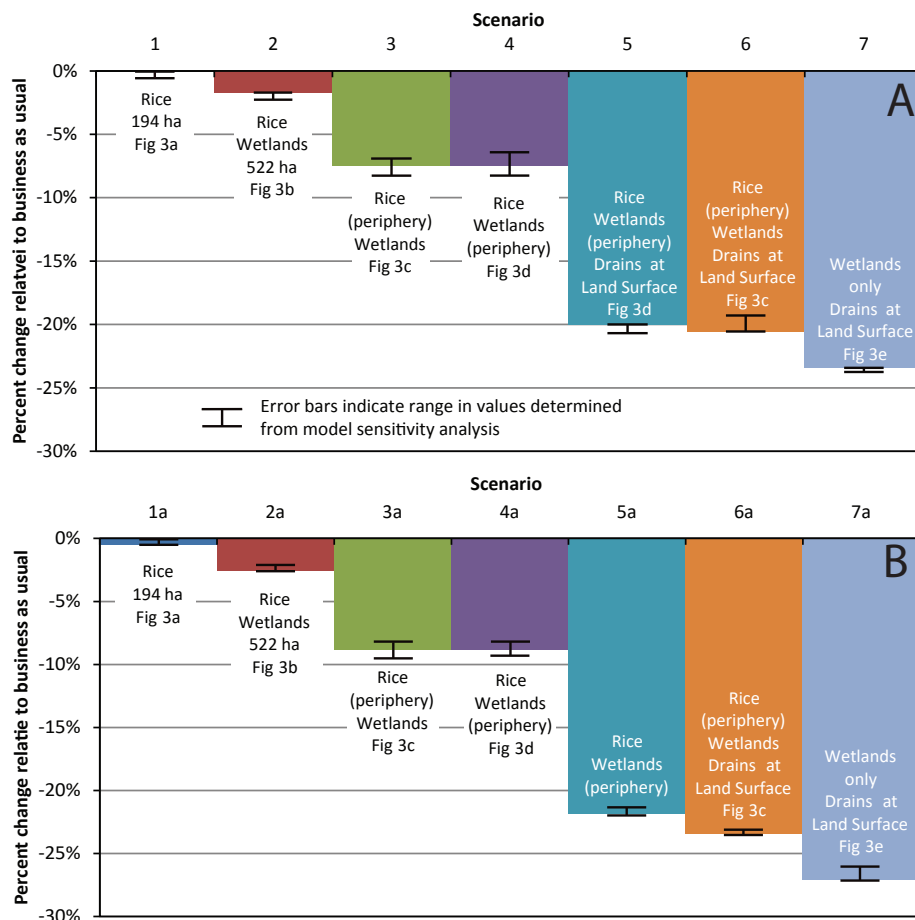 Scenario
1 2 3 4 5 6 7
Percent change relatvei to business as usual
0%
-5%
-10%
-15%
-20%
-25%
-30%
A
Rice
194 ha
Fig 3a
Rice
Wetlands
522 ha
Fig 3b
Rice
(periphery)
Wetlands
Fig 3c
Rice
Wetlands
(periphery)
Fig 3d
Rice
Wetlands
(periphery)
Drains at
Land Surface
Fig 3d
Rice
(periphery)
Wetlands
Drains at
Land Surface
Fig 3c
Wetlands
only
Drains at
Land Surface
Fig 3e
Error bars indicate range in values determined
from model sensitivity analysis
Scenario
1a 2a 3a 4a 5a 6a 7a
Percent change relatie to business as usual
0%
-5%
-10%
-15%
-20%
-25%
-30%
B
Rice
194 ha
Fig 3a
Rice
Wetlands
522 ha
Fig 3b
Rice
(periphery)
Wetlands
Fig 3c
Rice
Wetlands
(periphery)
Fig 3d
Rice
Wetlands
(periphery)
Rice
(periphery)
Wetlands
Drains at
Land Surface
Fig 3c
Wetlands
only
Drains at
Land Surface
Fig 3e